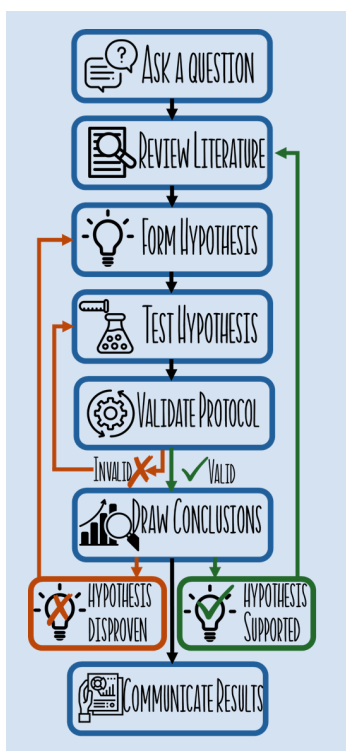 ASK A QUESTION
REVIEW LITERATURE
FORM HYPOTHESIS
TEST HYPOTHESIS
VALIDATE PROTOCOL
INVALID
VALID
DRAW CONCLUSIONS
HYPOTHESIS
DISPROVEN
HYPOTHESIS
SUPPORTED
COMMUNICATE RESULTS